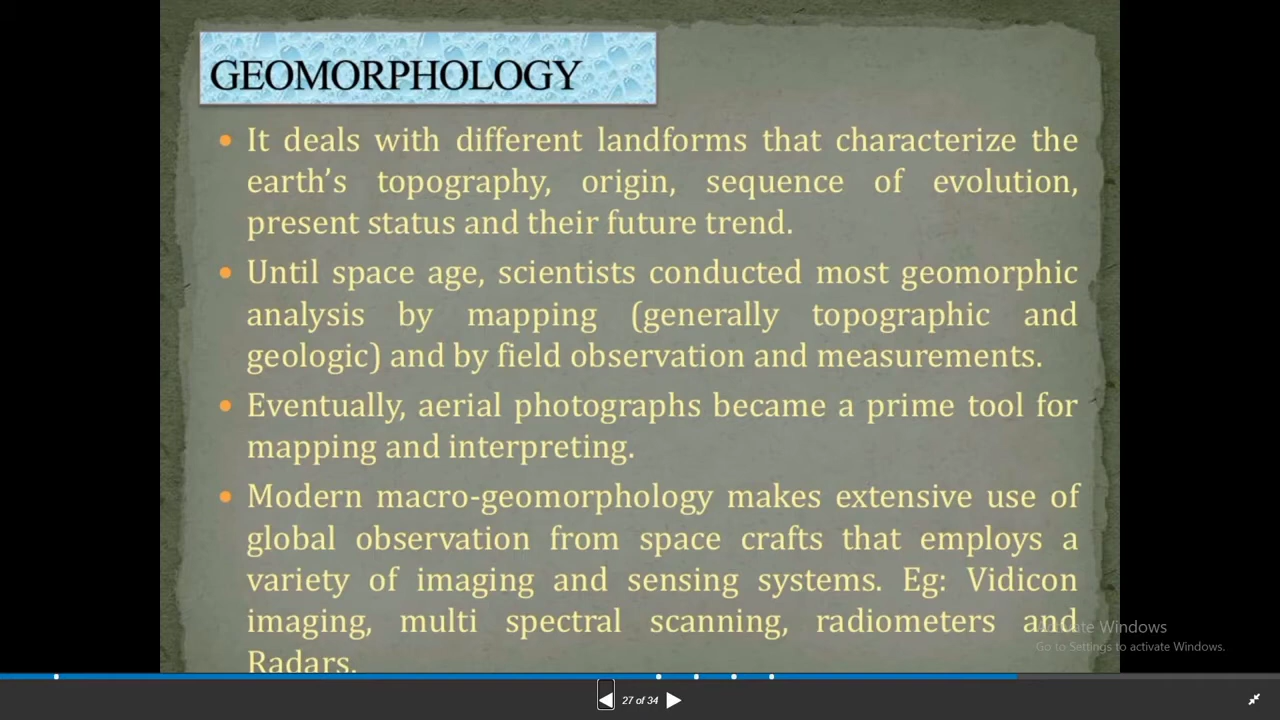 GEOMORPHOLOGY
• It deals with different landforms that characterize the
earth’s topography, origin, sequence of evolution,
present status and their future trend.
• Until space age, scientists conducted most geomorphic
analysis by mapping (generally topographic and
geologic) and by field observation and measurements.
• Eventually, aerial photographs became a prime tool for
mapping and interpreting.
• Modern macro-geomorphology makes extensive use of
global observation from space crafts that employs a
variety of imaging and sensing systems. Eg: Vidicon
imaging, multi spectral scanning, radiometers and
Radars.
Activate Windows
Go to Settings to activate Windows.
27 of 34